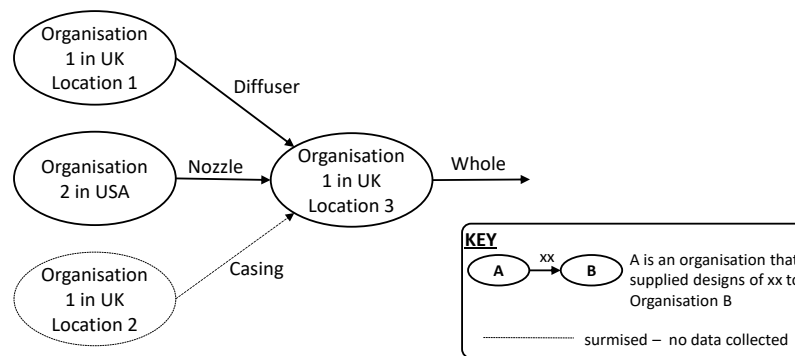 Organisation
1 in UK
Location 1
Diffuser
Organisation
2 in USA
Nozzle
Organisation
1 in UK
Location 3
Whole
Organisation
1 in UK
Location 2
Casing
KEY
A
xx
B
A is an organisation that
supplied designs of xx to
Organisation B
surmised – no data collected